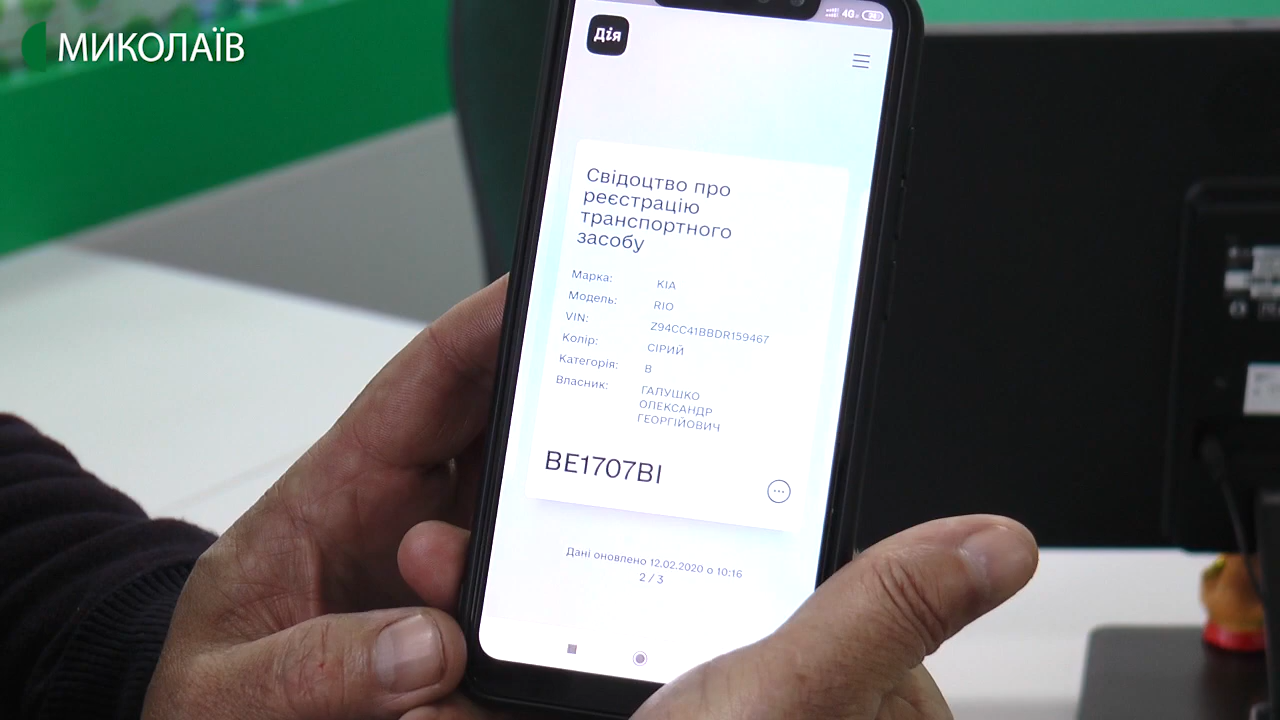 МИКОЛАЇВ
4G
Дія
Свідоцтво про
реєстрацію
транспортного
засобу
Марка: KIA
Модель: RIO
VIN: Z94CC41BBDR159467
Колір: СІРИЙ
Категорія: B
Власник: ГАЛУШКО
ОЛЕКСАНДР
ГЕОРГІЙОВИЧ
BE1707BI
Дані оновлено 12.02.2020 о 10:16
2 / 3